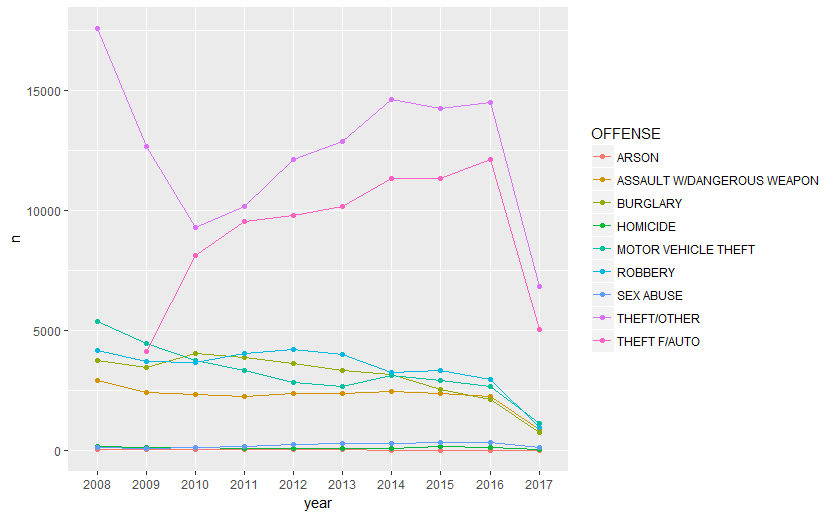 15000
10000
5000
0
n
2008 2009 2010 2011 2012 2013 2014 2015 2016 2017
year
OFFENSE
ARSON
ASSAULT W/DANGEROUS WEAPON
BURGLARY
HOMICIDE
MOTOR VEHICLE THEFT
ROBBERY
SEX ABUSE
THEFT/OTHER
THEFT F/AUTO